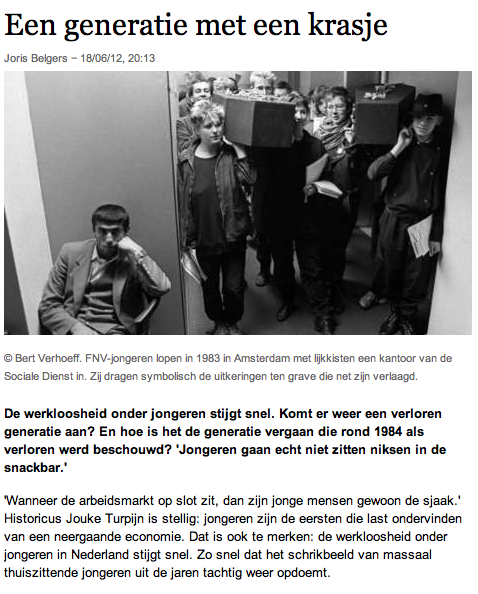 Een generatie met een krasje
Joris Belgers − 18/06/12, 20:13
© Bert Verhoeff. FNV-jongeren lopen in 1983 in Amsterdam met lijkkisten een kantoor van de
Sociale Dienst in. Zij dragen symbolisch de uitkeringen ten grave die net zijn verlaagd.
De werkloosheid onder jongeren stijgt snel. Komt er weer een verloren
generatie aan? En hoe is het de generatie vergaan die rond 1984 als
verloren werd beschouwd? 'Jongeren gaan echt niet zitten niksen in de
snackbar.'
'Wanneer de arbeidsmarkt op slot zit, dan zijn jonge mensen gewoon de sjaak.'
Historicus Jouke Turpijn is stellig: jongeren zijn de eersten die last ondervinden
van een neergaande economie. Dat is ook te merken: de werkloosheid onder
jongeren in Nederland stijgt snel. Zo snel dat het schrikbeeld van massaal
thuiszittende jongeren uit de jaren tachtig weer opdoemt.